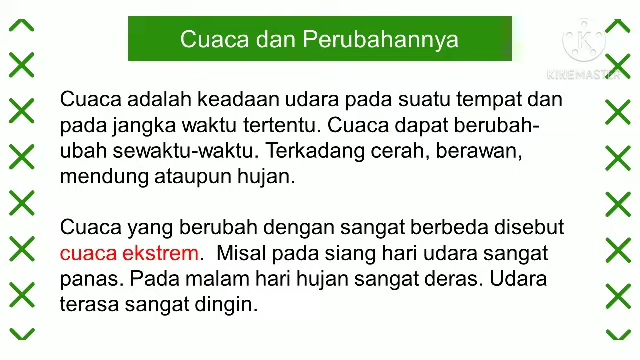 Cuaca dan Perubahannya
KINEMASTER
Cuaca adalah keadaan udara pada suatu tempat dan
pada jangka waktu tertentu. Cuaca dapat berubah-
ubah sewaktu-waktu. Terkadang cerah, berawan,
mendung ataupun hujan.
Cuaca yang berubah dengan sangat berbeda disebut
cuaca ekstrem. Misal pada siang hari udara sangat
panas. Pada malam hari hujan sangat deras. Udara
terasa sangat dingin.